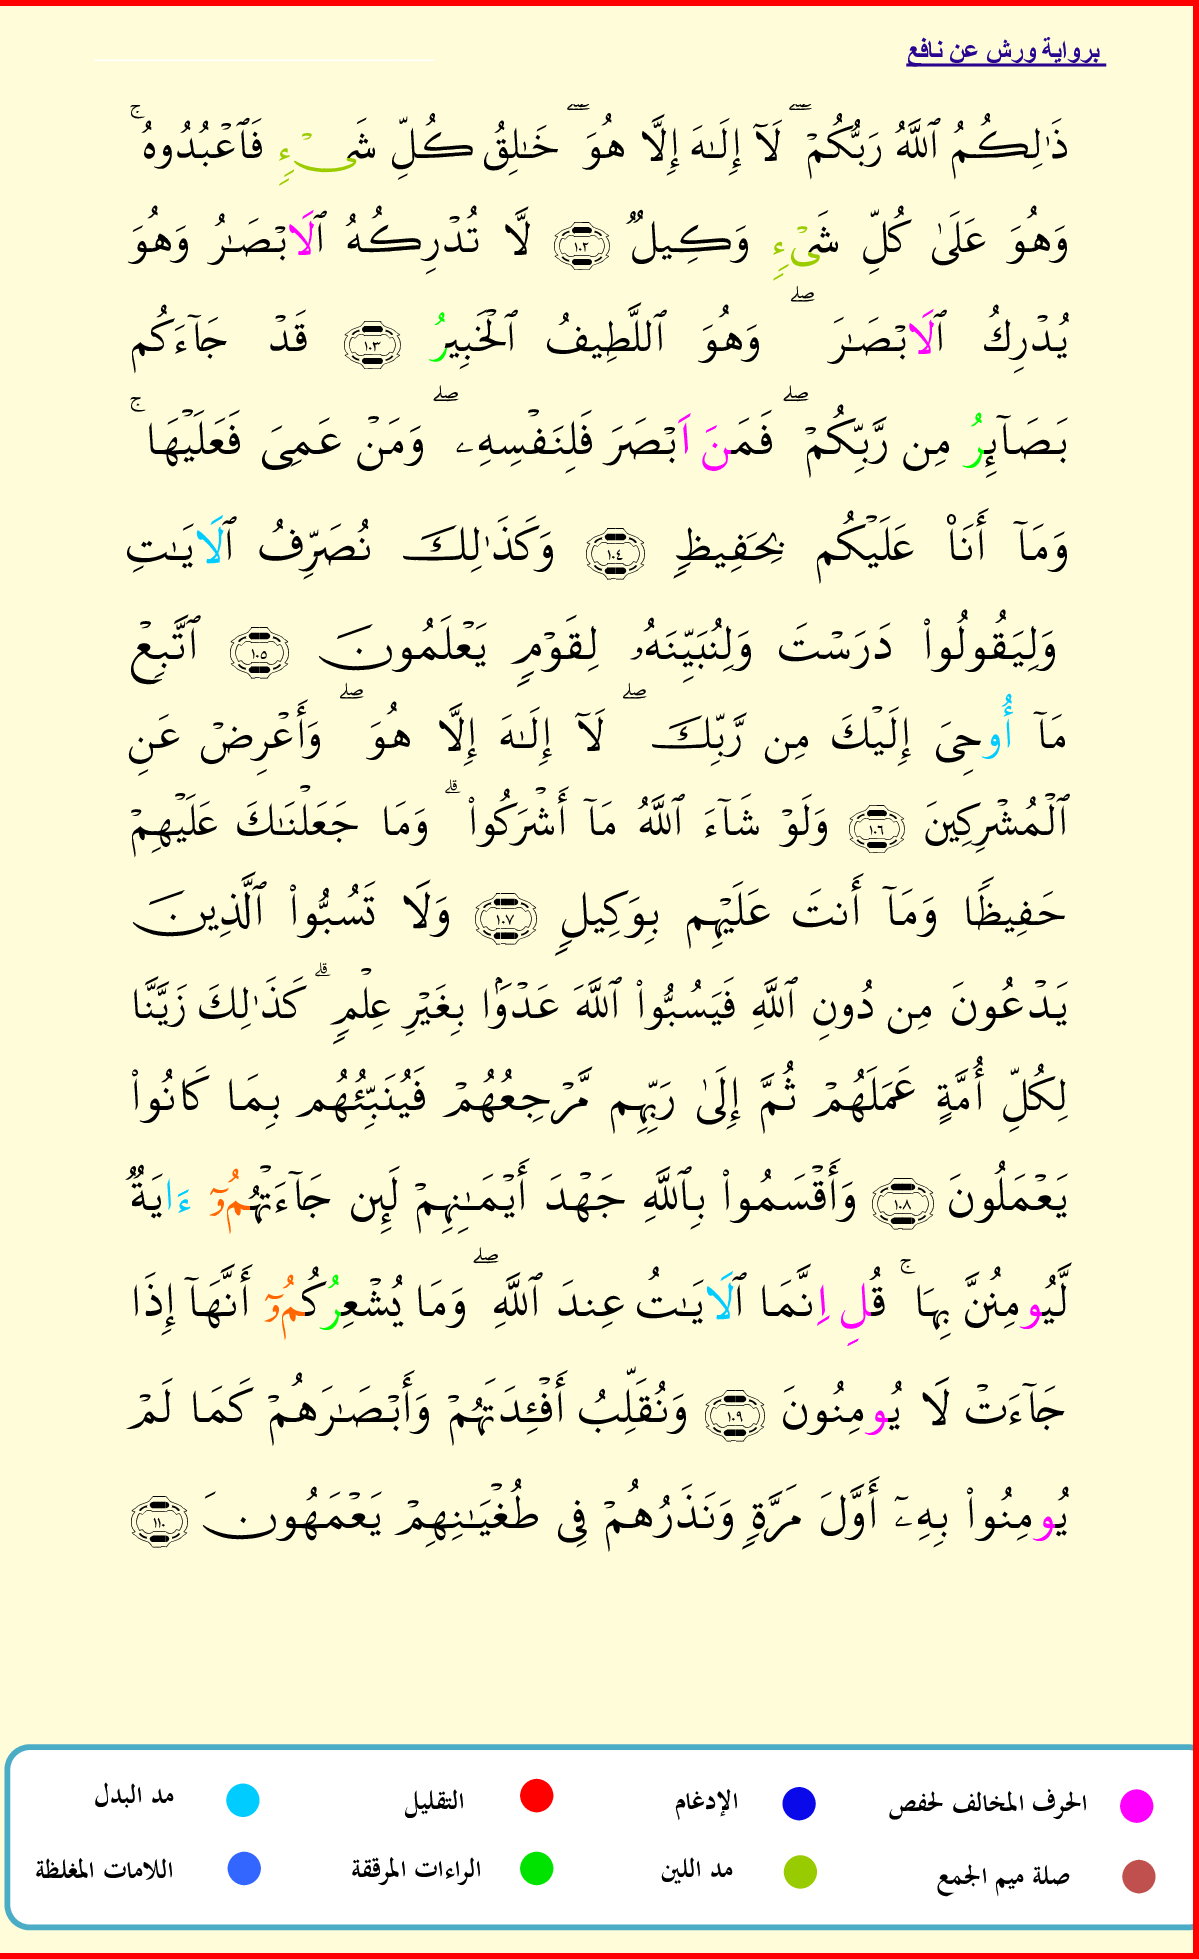 برواية ورش عن نافع
ذَٰلِكُمُ ٱللَّهُ رَبُّكُمْ ۖ لَآ إِلَٰهَ إِلَّا هُوَ ۖ خَٰلِقُ كُلِّ شَيْءٖ فَاعْبُدُوهُ ۚ
وَهُوَ عَلَىٰ كُلِّ شَيْءٖ وَكِيلٞ ١٠٢ لَّا تُدْرِكُهُ ٱلَابْصَٰرُ وَهُوَ
يُدْرِكُ ٱلَابْصَٰرَ ۖ وَهُوَ ٱللَّطِيفُ ٱلْخَبِيرُ ١٠٣ قَدْ جَآءَكُم
بَصَآئِرُ مِن رَّبِّكُمْ ۖ فَمَنَ اَبْصَرَ فَلِنَفْسِهِۦ ۖ وَمَنْ عَمِيَ فَعَلَيْهَا ۚ
وَمَآ أَنَا۠ عَلَيْكُم بِحَفِيظٖ ١٠٤ وَكَذَٰلِكَ نُصَرِّفُ ٱلَايَٰتِ
وَلِيَقُولُوا۟ دَرَسْتَ وَلِنُبَيِّنَهُۥ لِقَوْمٖ يَعْلَمُونَ ١٠٥ ٱتَّبِعْ
مَآ أُوحِيَ إِلَيْكَ مِن رَّبِّكَ ۖ لَآ إِلَٰهَ إِلَّا هُوَ ۖ وَأَعْرِضْ عَنِ
ٱلْمُشْرِكِينَ ١٠٦ وَلَوْ شَآءَ ٱللَّهُ مَآ أَشْرَكُوا۟ ۗ وَمَا جَعَلْنَٰكَ عَلَيْهِمْ
حَفِيظٗا وَمَآ أَنتَ عَلَيْهِم بِوَكِيلٖ ١٠٧ وَلَا تَسُبُّوا۟ ٱلَّذِينَ
يَدْعُونَ مِن دُونِ ٱللَّهِ فَيَسُبُّوا۟ ٱللَّهَ عَدْوَۢا بِغَيْرِ عِلْمٖ ۗ كَذَٰلِكَ زَيَّنَّا
لِكُلِّ أُمَّةٍ عَمَلَهُمْ ثُمَّ إِلَىٰ رَبِّهِم مَّرْجِعُهُمْ فَيُنَبِّئُهُم بِمَا كَانُوا۟
يَعْمَلُونَ ١٠٨ وَأَقْسَمُوا۟ بِٱللَّهِ جَهْدَ أَيْمَٰنِهِمْ لَئِن جَآءَتْهُمُۥٓ ءَايَةٞ
لَّيُومِنُنَّ بِهَا ۚ قُلِ اِنَّمَا ٱلَايَٰتُ عِندَ ٱللَّهِ ۖ وَمَا يُشْعِرُكُمُۥٓ أَنَّهَآ إِذَا
جَآءَتْ لَا يُومِنُونَ ١٠٩ وَنُقَلِّبُ أَفْـِٔدَتَهُمْ وَأَبْصَٰرَهُمْ كَمَا لَمْ
يُومِنُوا۟ بِهِۦٓ أَوَّلَ مَرَّةٖ وَنَذَرُهُمْ فِي طُغْيَٰنِهِمْ يَعْمَهُونَ ١١٠
الحرف المخالف لحفص الإدغام التقليل مد البدل
صلة ميم الجمع مد اللين الراءات المرققة اللامات المغلظة